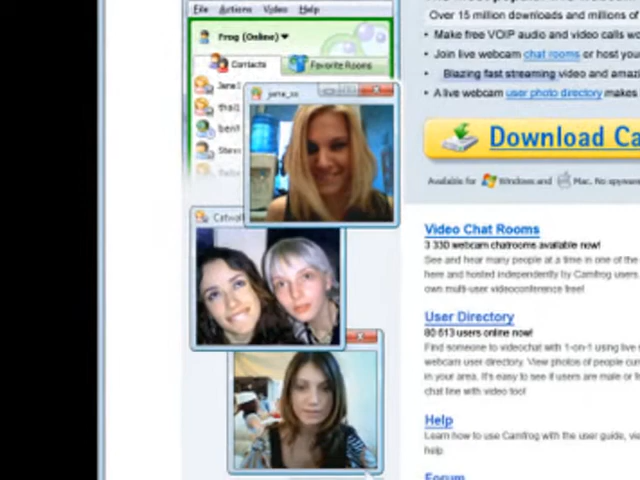 File Actions Video Help
Frog (Online)
Contacts Favorite Rooms
jene_ss
Over 15 million downloads and millions of
• Make free VOIP audio and video calls
• Join live webcam chat rooms or host your
• Blazing fast streaming video and
• A live webcam user photo directory makes
Download Ca
Available for Windows and Mac. No spyware
Video Chat Rooms
3 330 webcam chatrooms available now!
See and hear many people at a time in one of the
here and hosted independently by Camfrog users.
own multi-user videoconference free!
User Directory
80 613 users online now!
Find someone to videochat with 1-on-1 using live
webcam user directory. View photos of people
in your area. It's easy to see if users are male or
chat line with video too!
Help
Learn how to use Camfrog with the user guide,
help
Forum